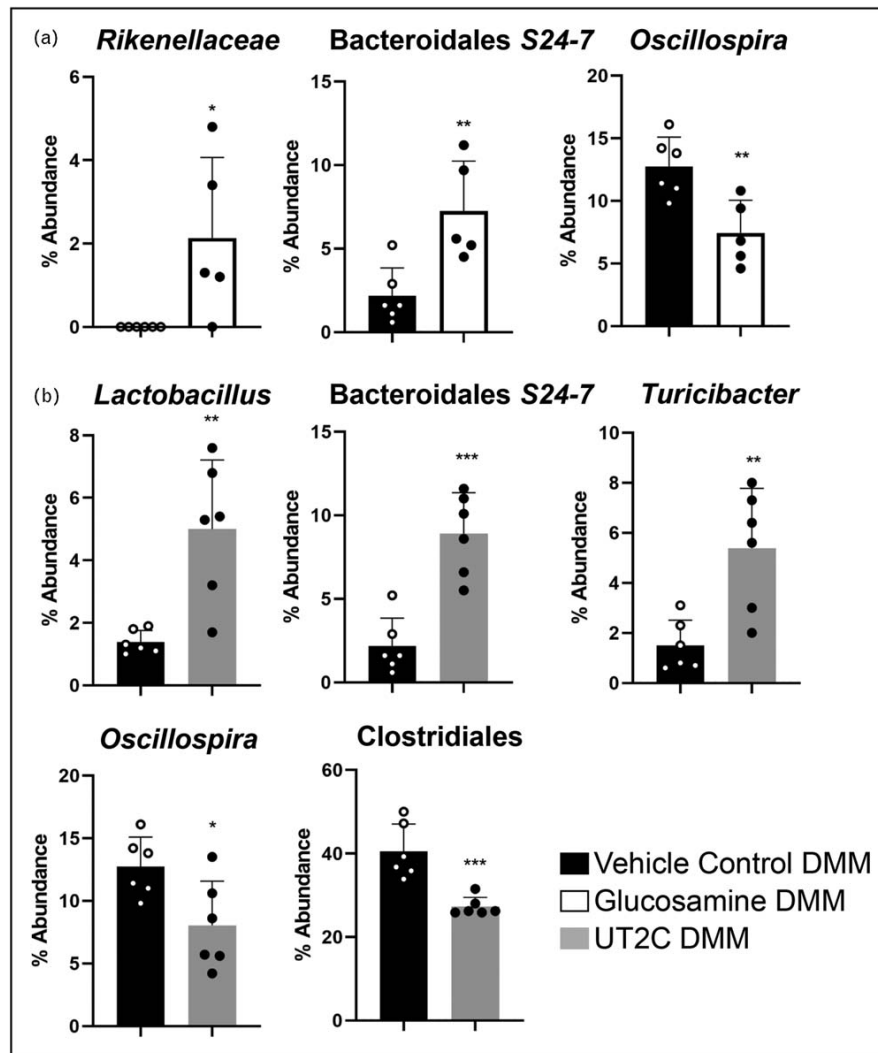 (a)
Rikenellaceae
Bacteroidales S24-7
Oscillospira
% Abundance
6
4
2
0
*
% Abundance
15
10
5
0
**
% Abundance
20
15
10
5
0
**
(b)
Lactobacillus
Bacteroidales S24-7
Turicibacter
% Abundance
8
6
4
2
0
**
% Abundance
15
10
5
0
***
% Abundance
10
8
6
4
2
0
**
Oscillospira
Clostridiales
% Abundance
20
15
10
5
0
*
% Abundance
60
40
20
0
***
Vehicle Control DMM
Glucosamine DMM
UT2C DMM